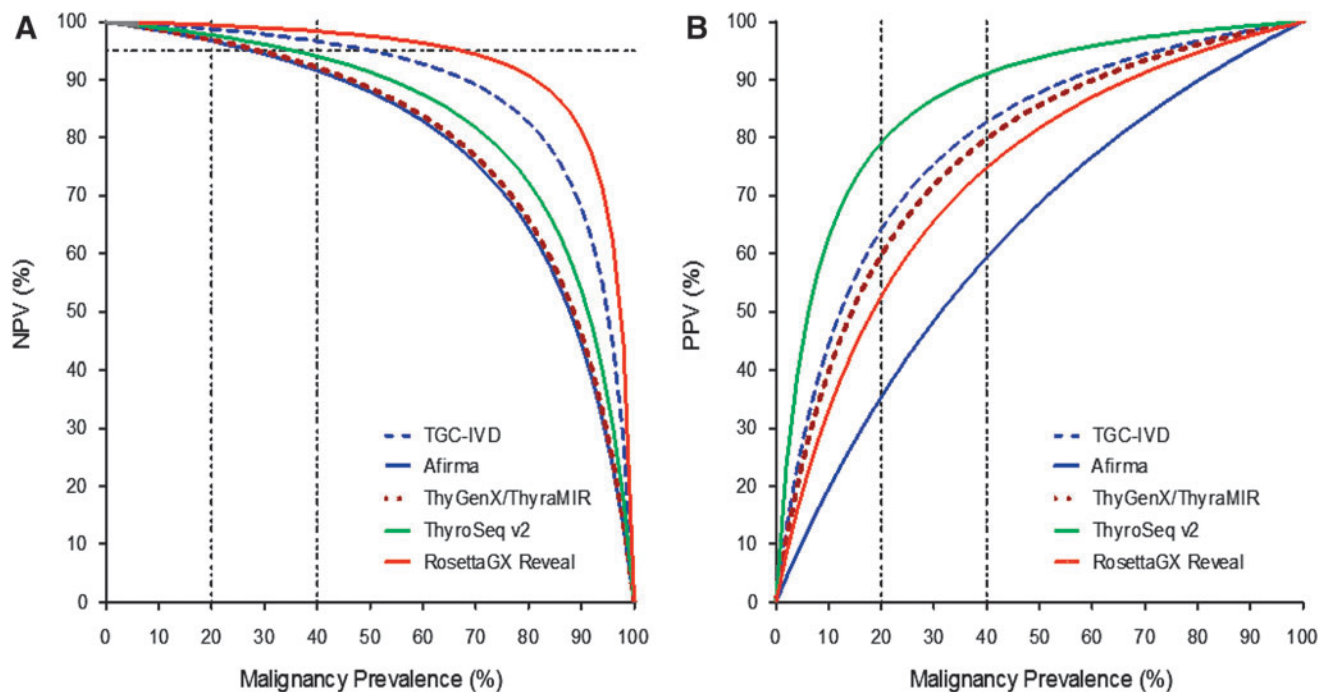 A
100
90
80
70
60
50
40
30
20
10
0
NPV (%)
TGC-IVD
Afirma
ThyGenX/ThyraMIR
ThyroSeq v2
RosettaGX Reveal
0 10 20 30 40 50 60 70 80 90 100
Malignancy Prevalence (%)
B
100
90
80
70
60
50
40
30
20
10
0
PPV (%)
TGC-IVD
Afirma
ThyGenX/ThyraMIR
ThyroSeq v2
RosettaGX Reveal
0 10 20 30 40 50 60 70 80 90 100
Malignancy Prevalence (%)